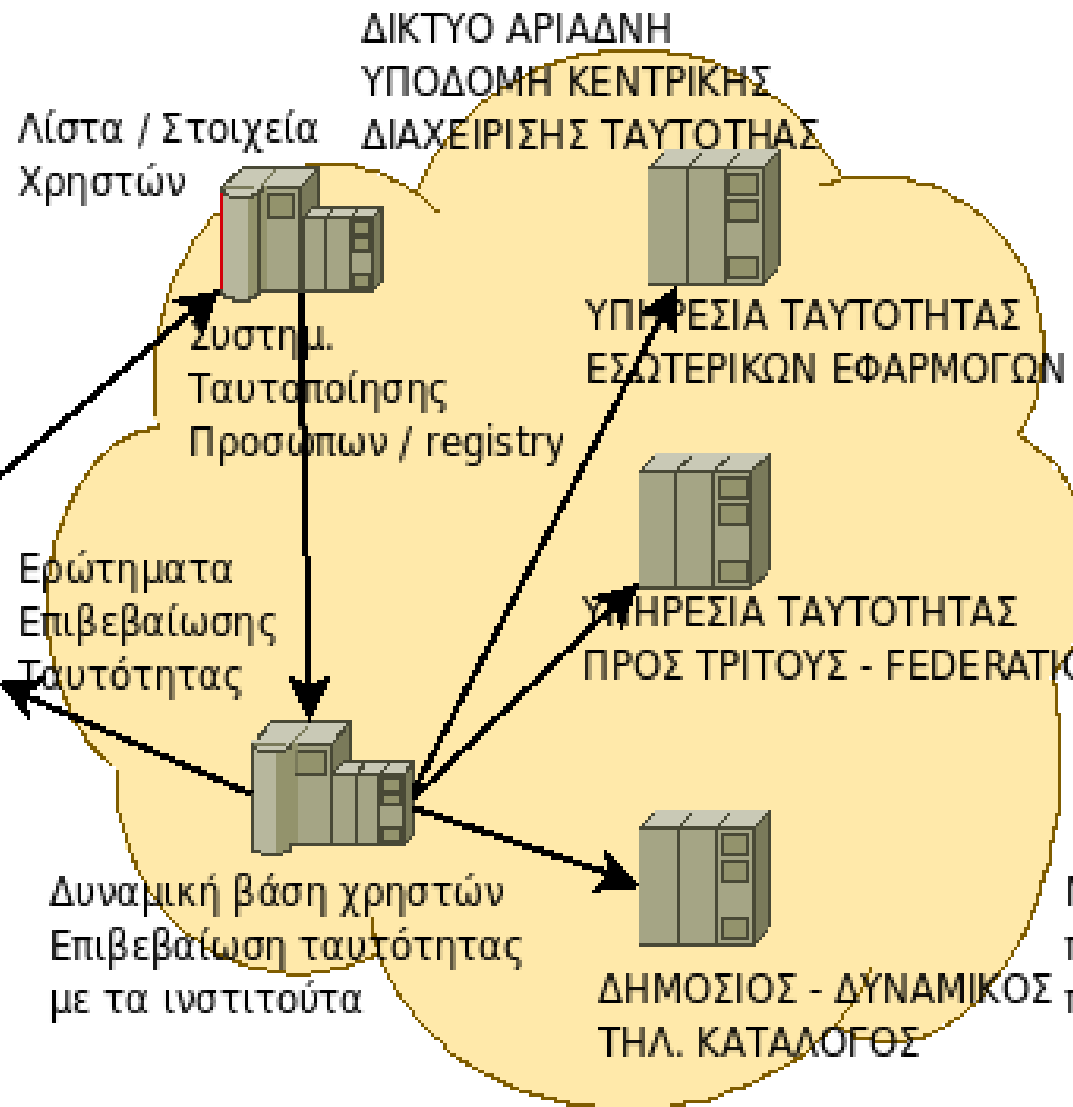 ΔΙΚΤΥΟ ΑΡΙΑΔΝΗ
ΥΠΟΔΟΜΗ ΚΕΝΤΡΙΚΗΣ
ΔΙΑΧΕΙΡΙΣΗΣ ΤΑΥΤΟΤΗΑΣ
Λίστα / Στοιχεία
Χρηστών
Συστημ.
Ταυτοποίησης
Προσώπων / registry
ΥΠΗΡΕΣΙΑ ΤΑΥΤΟΤΗΤΑΣ
ΕΣΩΤΕΡΙΚΩΝ ΕΦΑΡΜΟΓΩΝ
Ερώτηματα
Επιβεβαίωσης
Ταυτότητας
ΥΠΗΡΕΣΙΑ ΤΑΥΤΟΤΗΤΑΣ
ΠΡΟΣ ΤΡΙΤΟΥΣ -
Δυναμική βάση χρηστών
Επιβεβαίωση ταυτότητας
με τα ινστιτούτα
ΔΗΜΟΣΙΟΣ - ΔΥΝΑΜΙΚΟΣ
ΤΗΛ. ΚΑΤΑΛΟΓΟΣ